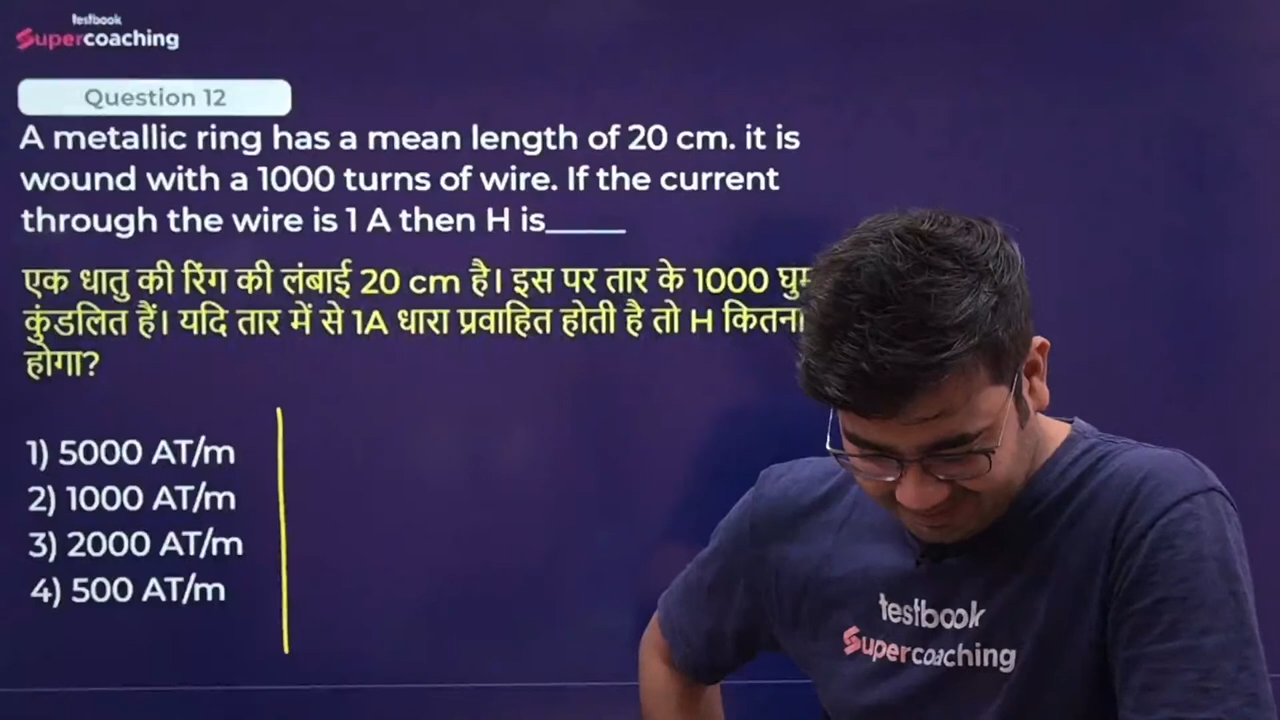 testbook
Supercoaching
Question 12
A metallic ring has a mean length of 20 cm. it is
wound with a 1000 turns of wire. If the current
through the wire is 1 A then H is_____
एक धातु की रिंग की लंबाई 20 cm है। इस पर तार के 1000
कुंडलित हैं। यदि तार में से 1A धारा प्रवाहित होती है तो H कितना
होगा?
1) 5000 AT/m
2) 1000 AT/m
3) 2000 AT/m
4) 500 AT/m
testbook
Supercoaching